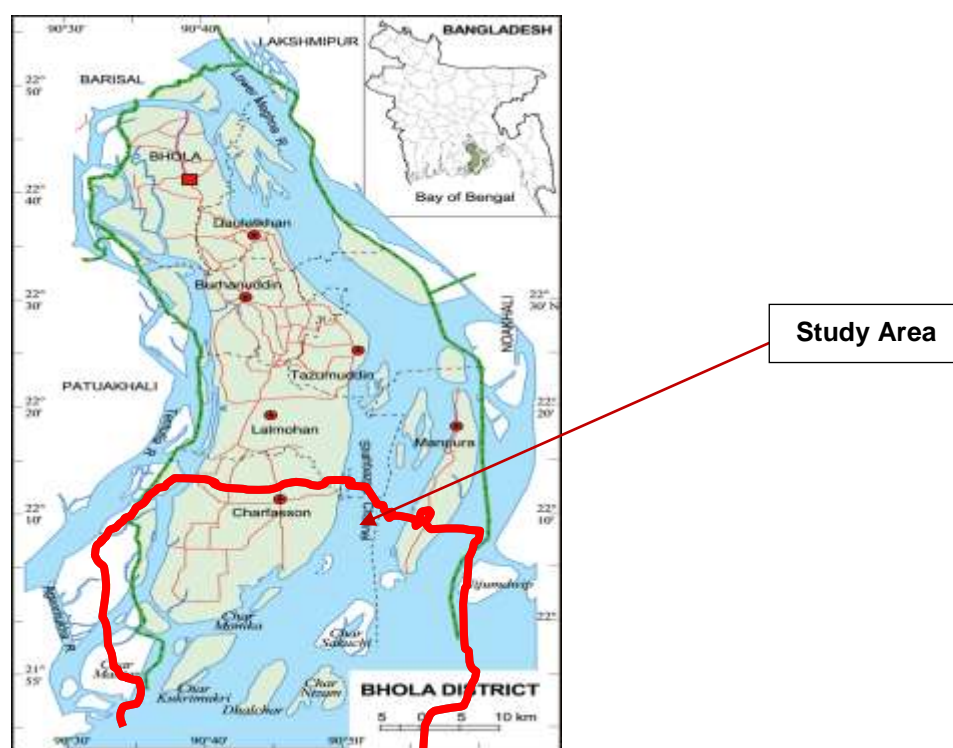 90°30'
90°40'
LAKSHMIPUR
BANGLADESH
Bay of Bengal
22°
50'
BARISAL
Lower Meghna R.
BHOLA
22°
40'
Daulatkhan
Burhanuddin
22°
30'
22°
30' N
NOAKHALI
Study Area
Tazumuddin
PATUAKHALI
22°
20'
22°
20'
Lalmohan
Manpura
Charfasson
22°
10'
22°
10'
Char
Monika
Char
22°
Char
Char
Kukrimukri
Char
Nizam
Dhalchar
21°
55'
BHOLA DISTRICT
5 0 5 10 km
90°30'
90°40'
90°50'